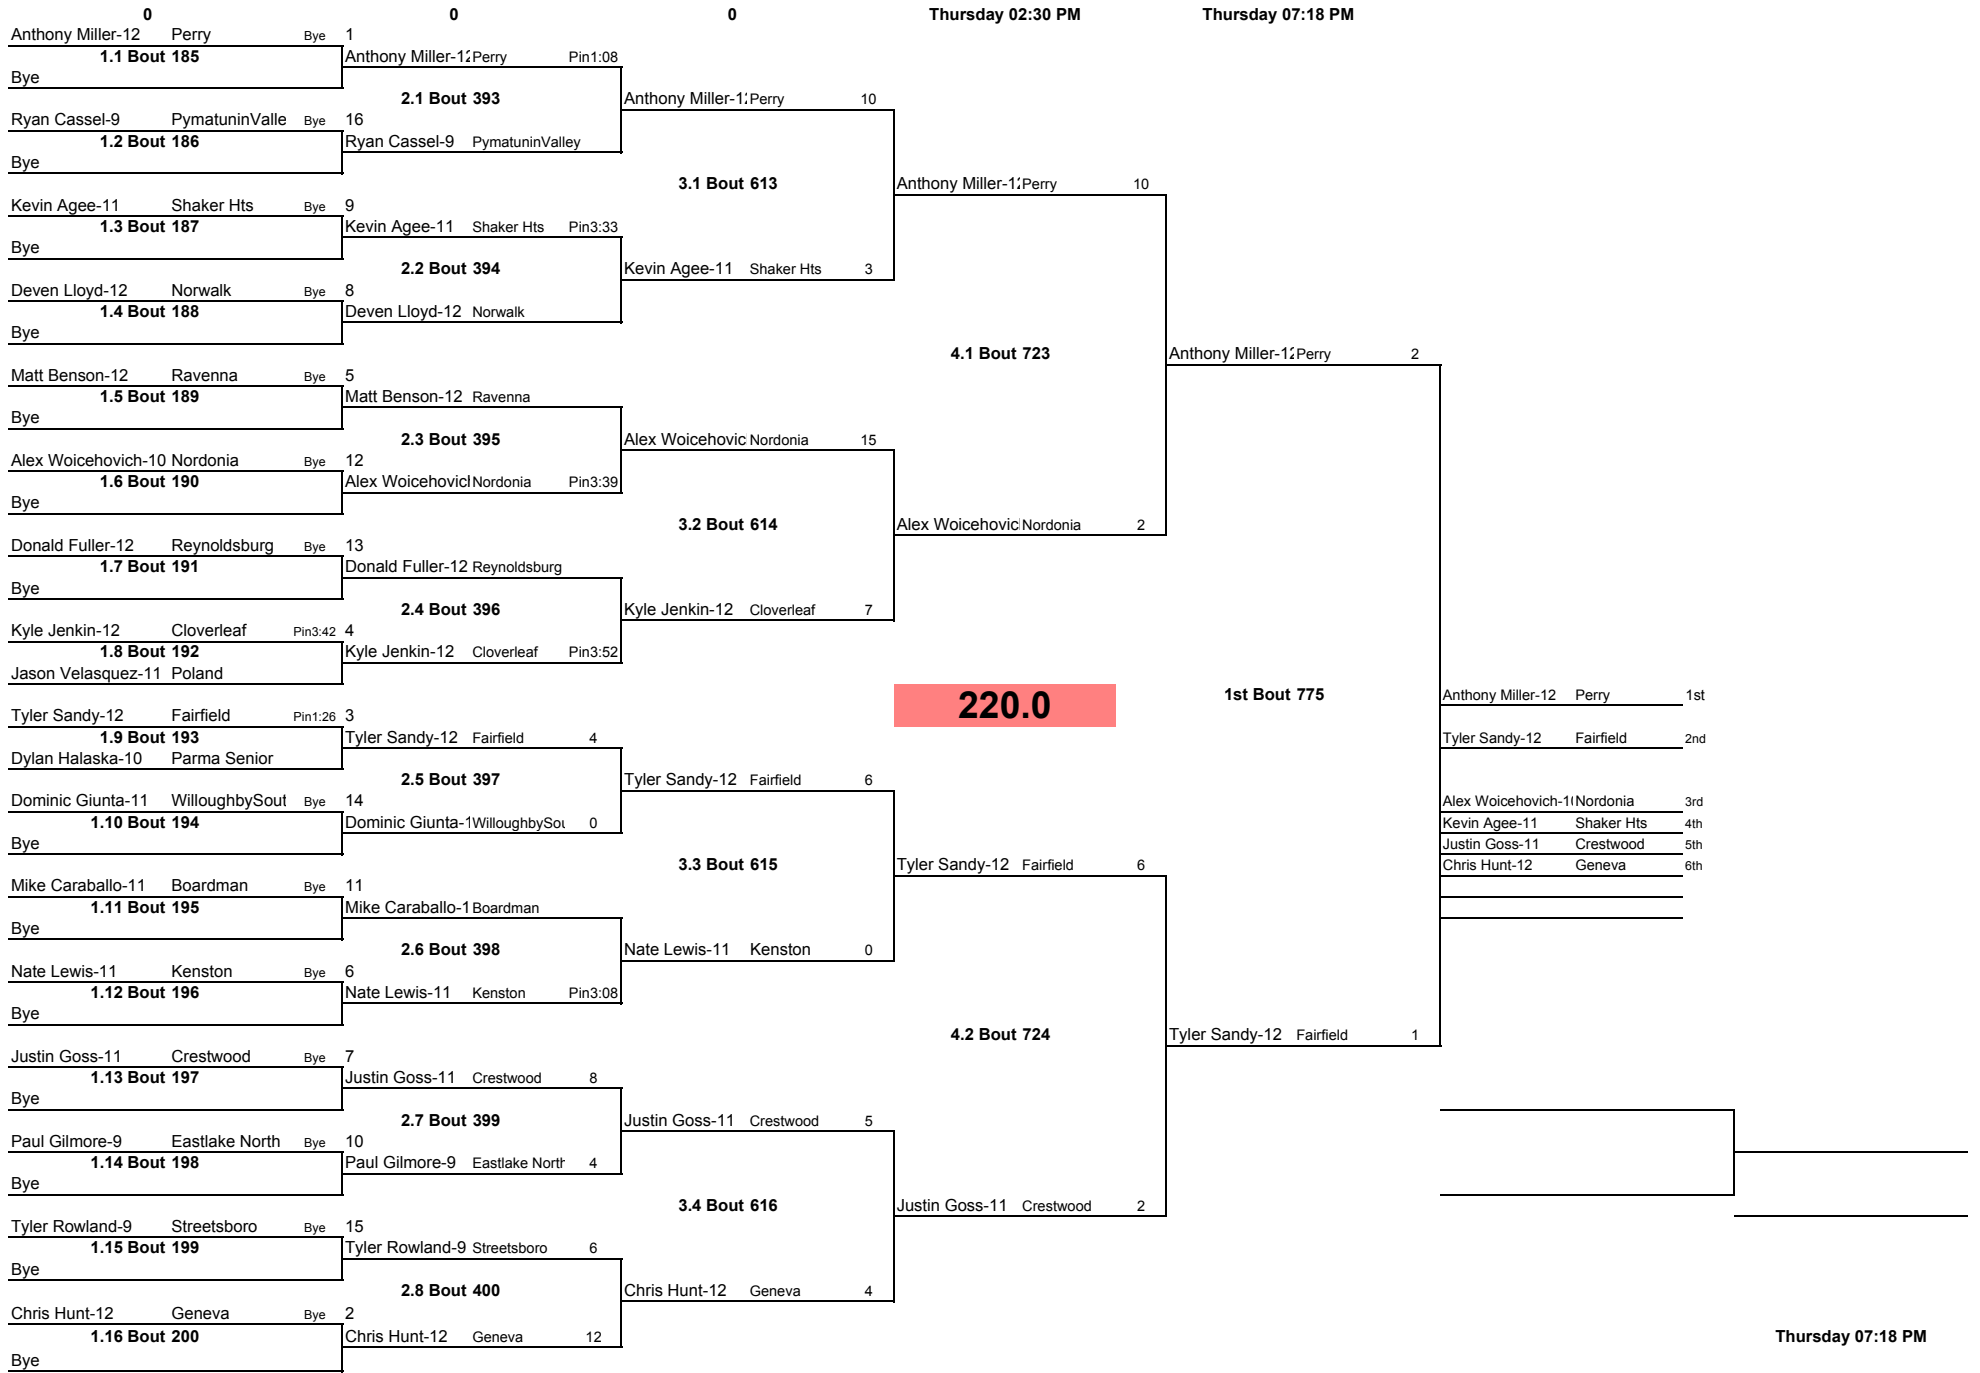 0 0 0 Thursday 02:30 PM Thursday 07:18 PM
Anthony Miller-12 Perry Bye 1
1.1 Bout 185
Bye
Ryan Cassel-9 PymatuninValle Bye 16
1.2 Bout 186
Bye
Kevin Agee-11 Shaker Hts Bye 9
1.3 Bout 187
Bye
Deven Lloyd-12 Norwalk Bye 8
1.4 Bout 188
Bye
Matt Benson-12 Ravenna Bye 5
1.5 Bout 189
Bye
Alex Woicehovich-10 Nordonia Bye 12
1.6 Bout 190
Bye
Donald Fuller-12 Reynoldsburg Bye 13
1.7 Bout 191
Bye
Kyle Jenkin-12 Cloverleaf Pin3:42 4
1.8 Bout 192
Jason Velasquez-11 Poland
Tyler Sandy-12 Fairfield Pin1:26 3
1.9 Bout 193
Dylan Halaska-10 Parma Senior
Dominic Giunta-11 WilloughbySout Bye 14
1.10 Bout 194
Bye
Mike Caraballo-11 Boardman Bye 11
1.11 Bout 195
Bye
Nate Lewis-11 Kenston Bye 6
1.12 Bout 196
Bye
Justin Goss-11 Crestwood Bye 7
1.13 Bout 197
Bye
Paul Gilmore-9 Eastlake North Bye 10
1.14 Bout 198
Bye
Tyler Rowland-9 Streetsboro Bye 15
1.15 Bout 199
Bye
Chris Hunt-12 Geneva Bye 2
1.16 Bout 200
Bye
Anthony Miller-12 Perry Pin1:08
2.1 Bout 393
Ryan Cassel-9 PymatuninValley
Kevin Agee-11 Shaker Hts Pin3:33
2.2 Bout 394
Deven Lloyd-12 Norwalk
Matt Benson-12 Ravenna
2.3 Bout 395
Alex Woicehovicl Nordonia Pin3:39
Donald Fuller-12 Reynoldsburg
2.4 Bout 396
Kyle Jenkin-12 Cloverleaf Pin3:52
Tyler Sandy-12 Fairfield 4
2.5 Bout 397
Dominic Giunta-1 WilloughbySou 0
Mike Caraballo-1 Boardman
2.6 Bout 398
Nate Lewis-11 Kenston Pin3:08
Justin Goss-11 Crestwood 8
2.7 Bout 399
Paul Gilmore-9 Eastlake North 4
Tyler Rowland-9 Streetsboro 6
2.8 Bout 400
Chris Hunt-12 Geneva 12
Anthony Miller-1 Perry 10
3.1 Bout 613
Kevin Agee-11 Shaker Hts 3
Alex Woicehovic Nordonia 15
3.2 Bout 614
Kyle Jenkin-12 Cloverleaf 7
Tyler Sandy-12 Fairfield 6
3.3 Bout 615
Nate Lewis-11 Kenston 0
Justin Goss-11 Crestwood 5
3.4 Bout 616
Chris Hunt-12 Geneva 4
Anthony Miller-1 Perry 10
4.1 Bout 723
Alex Woicehovic Nordonia 2
220.0
Tyler Sandy-12 Fairfield 6
4.2 Bout 724
Justin Goss-11 Crestwood 2
Anthony Miller-12 Perry 2
1st Bout 775
Tyler Sandy-12 Fairfield 1
Anthony Miller-12 Perry 1st
Tyler Sandy-12 Fairfield 2nd
Alex Woicehovich-1 Nordonia 3rd
Kevin Agee-11 Shaker Hts 4th
Justin Goss-11 Crestwood 5th
Chris Hunt-12 Geneva 6th
Thursday 07:18 PM